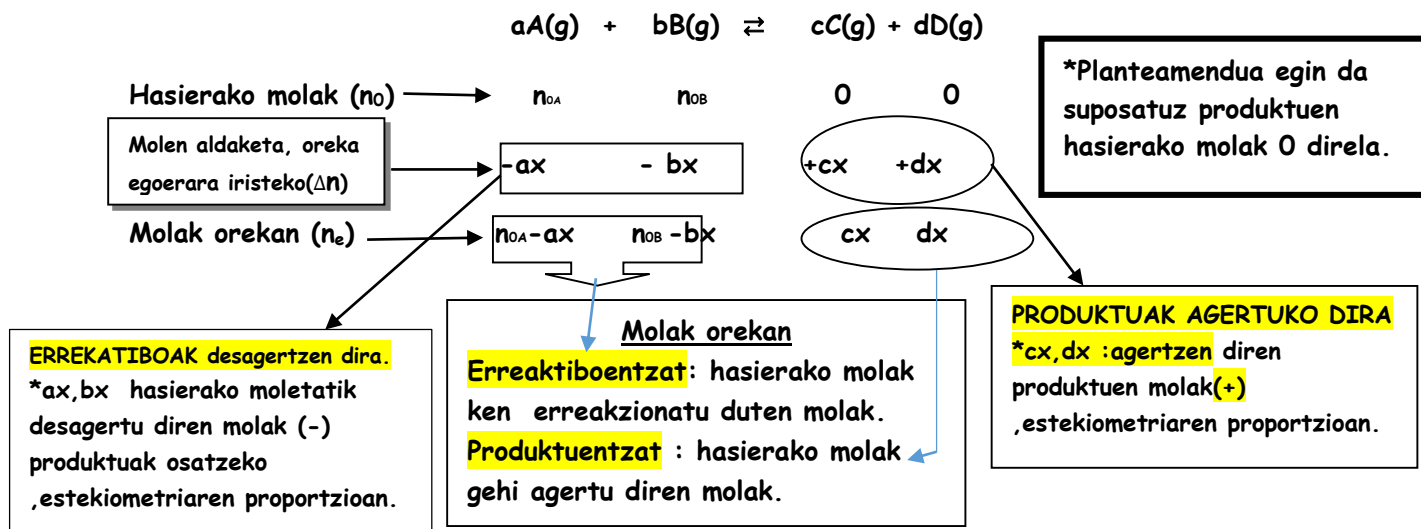 aA(g) + bB(g) ⇄ cC(g) + dD(g)
*Planteamendua egin da
suposatuz produktuen
hasierako molak 0 direla.
Hasierako molak (n₀) n₀A n₀B 0 0
Molen aldaketa, oreka
egoerara iristeko(Δn)
-ax - bx +cx +dx
Molak orekan (nₑ) n₀A-ax n₀B -bx cx dx
ERREKATIBOAK desagertzen dira.
*ax,bx hasierako moletatik
desagertu diren molak (-)
produktuak osatzeko
,estekiometriaren proportzioan.
Molak orekan
Erreaktiboentzat: hasierako molak
ken erreakzionatu duten molak.
Produktuentzat : hasierako molak
gehi agertu diren molak.
PRODUKTUAK AGERTUKO DIRA
*cx,dx :agertzen diren
produktuen molak(+)
,estekiometriaren proportzioan.